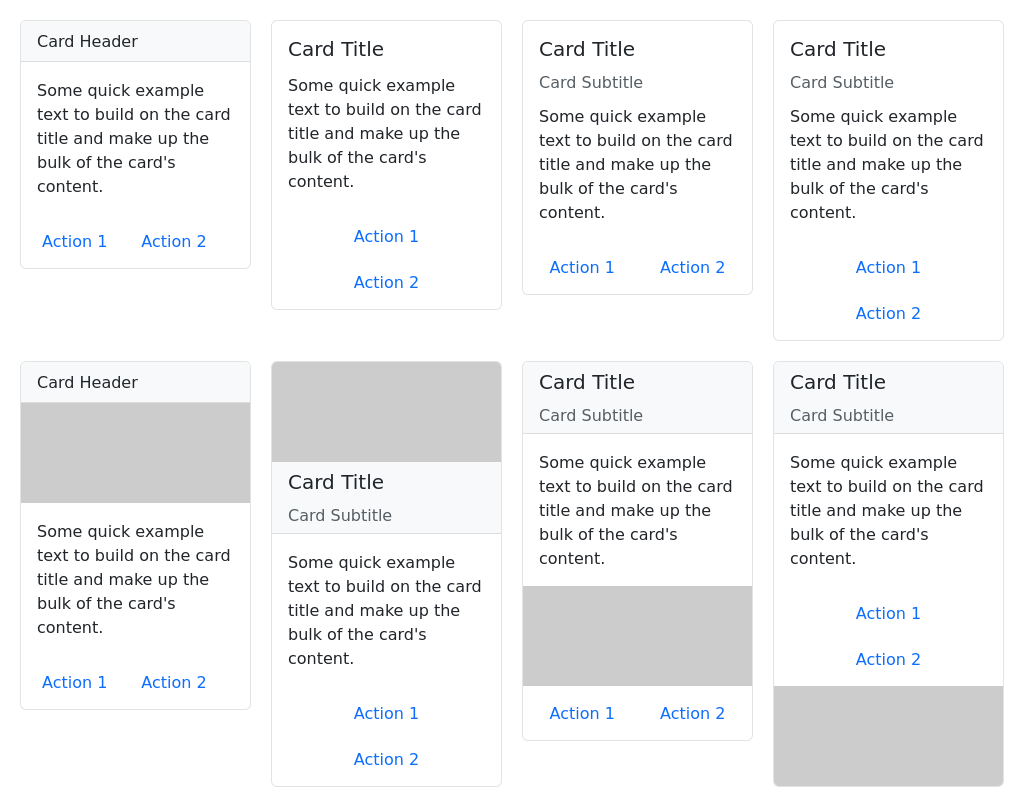 Card Header
Some quick example
text to build on the card
title and make up the
bulk of the card's
content.
Action 1 Action 2
Card Title
Some quick example
text to build on the card
title and make up the
bulk of the card's
content.
Action 1
Action 2
Card Title
Card Subtitle
Some quick example
text to build on the card
title and make up the
bulk of the card's
content.
Action 1 Action 2
Card Title
Card Subtitle
Some quick example
text to build on the card
title and make up the
bulk of the card's
content.
Action 1
Action 2
Card Header
Some quick example
text to build on the card
title and make up the
bulk of the card's
content.
Action 1 Action 2
Card Title
Card Subtitle
Some quick example
text to build on the card
title and make up the
bulk of the card's
content.
Action 1
Action 2
Card Title
Card Subtitle
Some quick example
text to build on the card
title and make up the
bulk of the card's
content.
Action 1 Action 2
Card Title
Card Subtitle
Some quick example
text to build on the card
title and make up the
bulk of the card's
content.
Action 1
Action 2